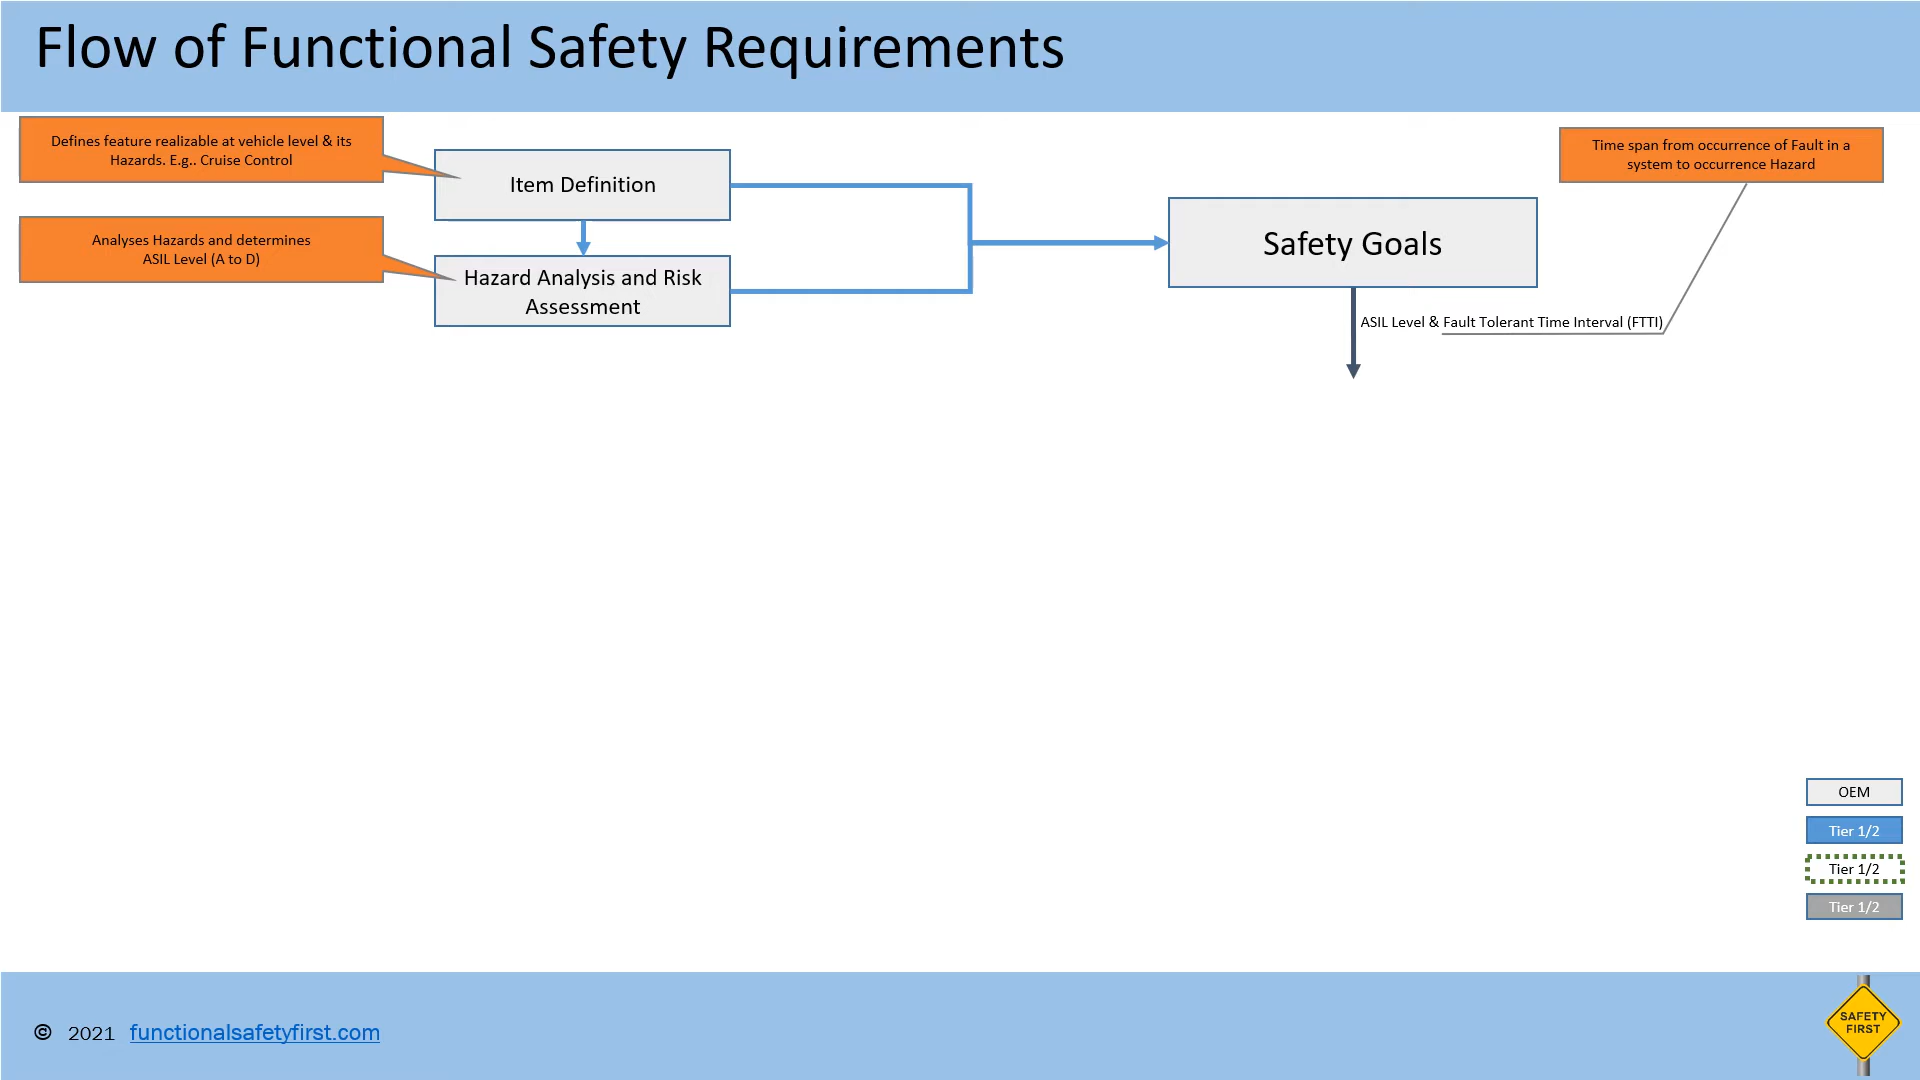 Flow of Functional Safety Requirements
Defines feature realizable at vehicle level & its
Hazards. E.g.. Cruise Control
Item Definition
Time span from occurrence of Fault in a
system to occurrence Hazard
Analyses Hazards and determines
ASIL Level (A to D)
Hazard Analysis and Risk
Assessment
Safety Goals
ASIL Level & Fault Tolerant Time Interval (FTTI)
OEM
Tier 1/2
Tier 1/2
Tier 1/2
© 2021 functionalsafetyfirst.com
SAFETY
FIRST